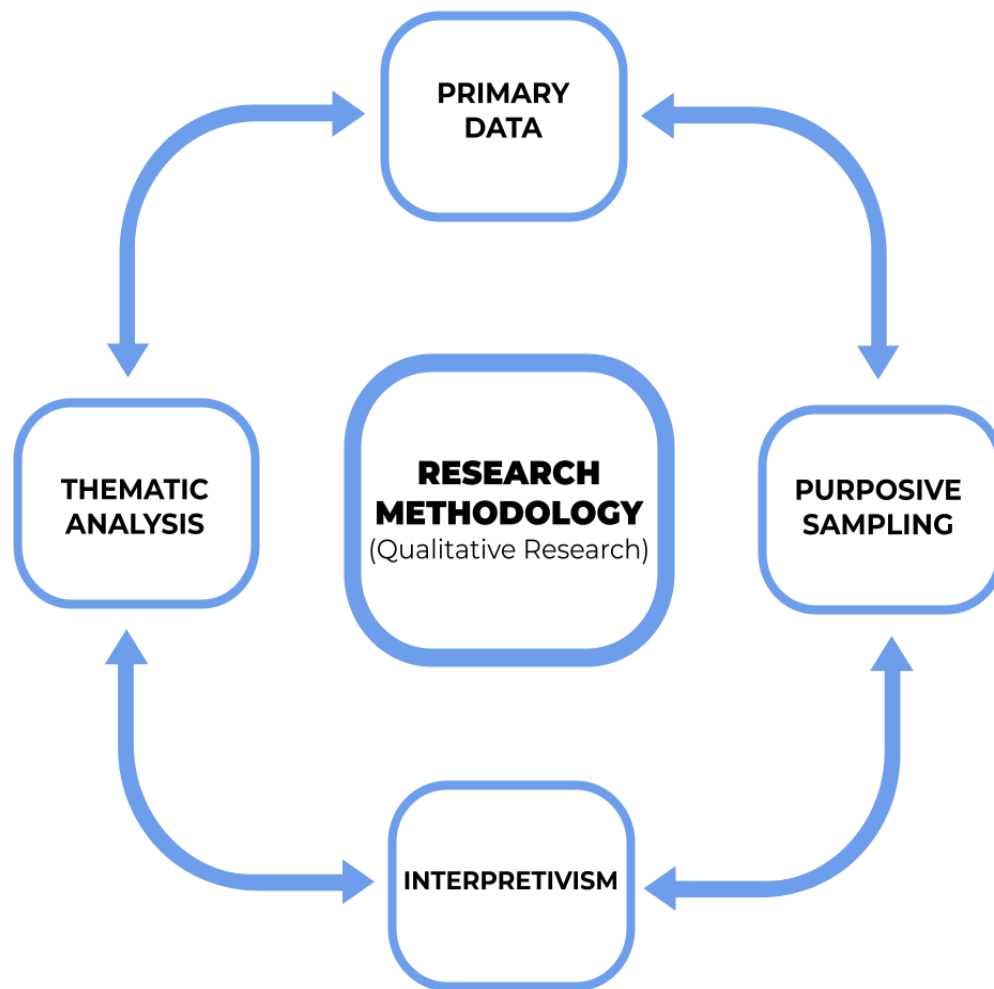 PRIMARY
DATA
THEMATIC
ANALYSIS
RESEARCH
METHODOLOGY
(Qualitative Research)
PURPOSIVE
SAMPLING
INTERPRETIVISM